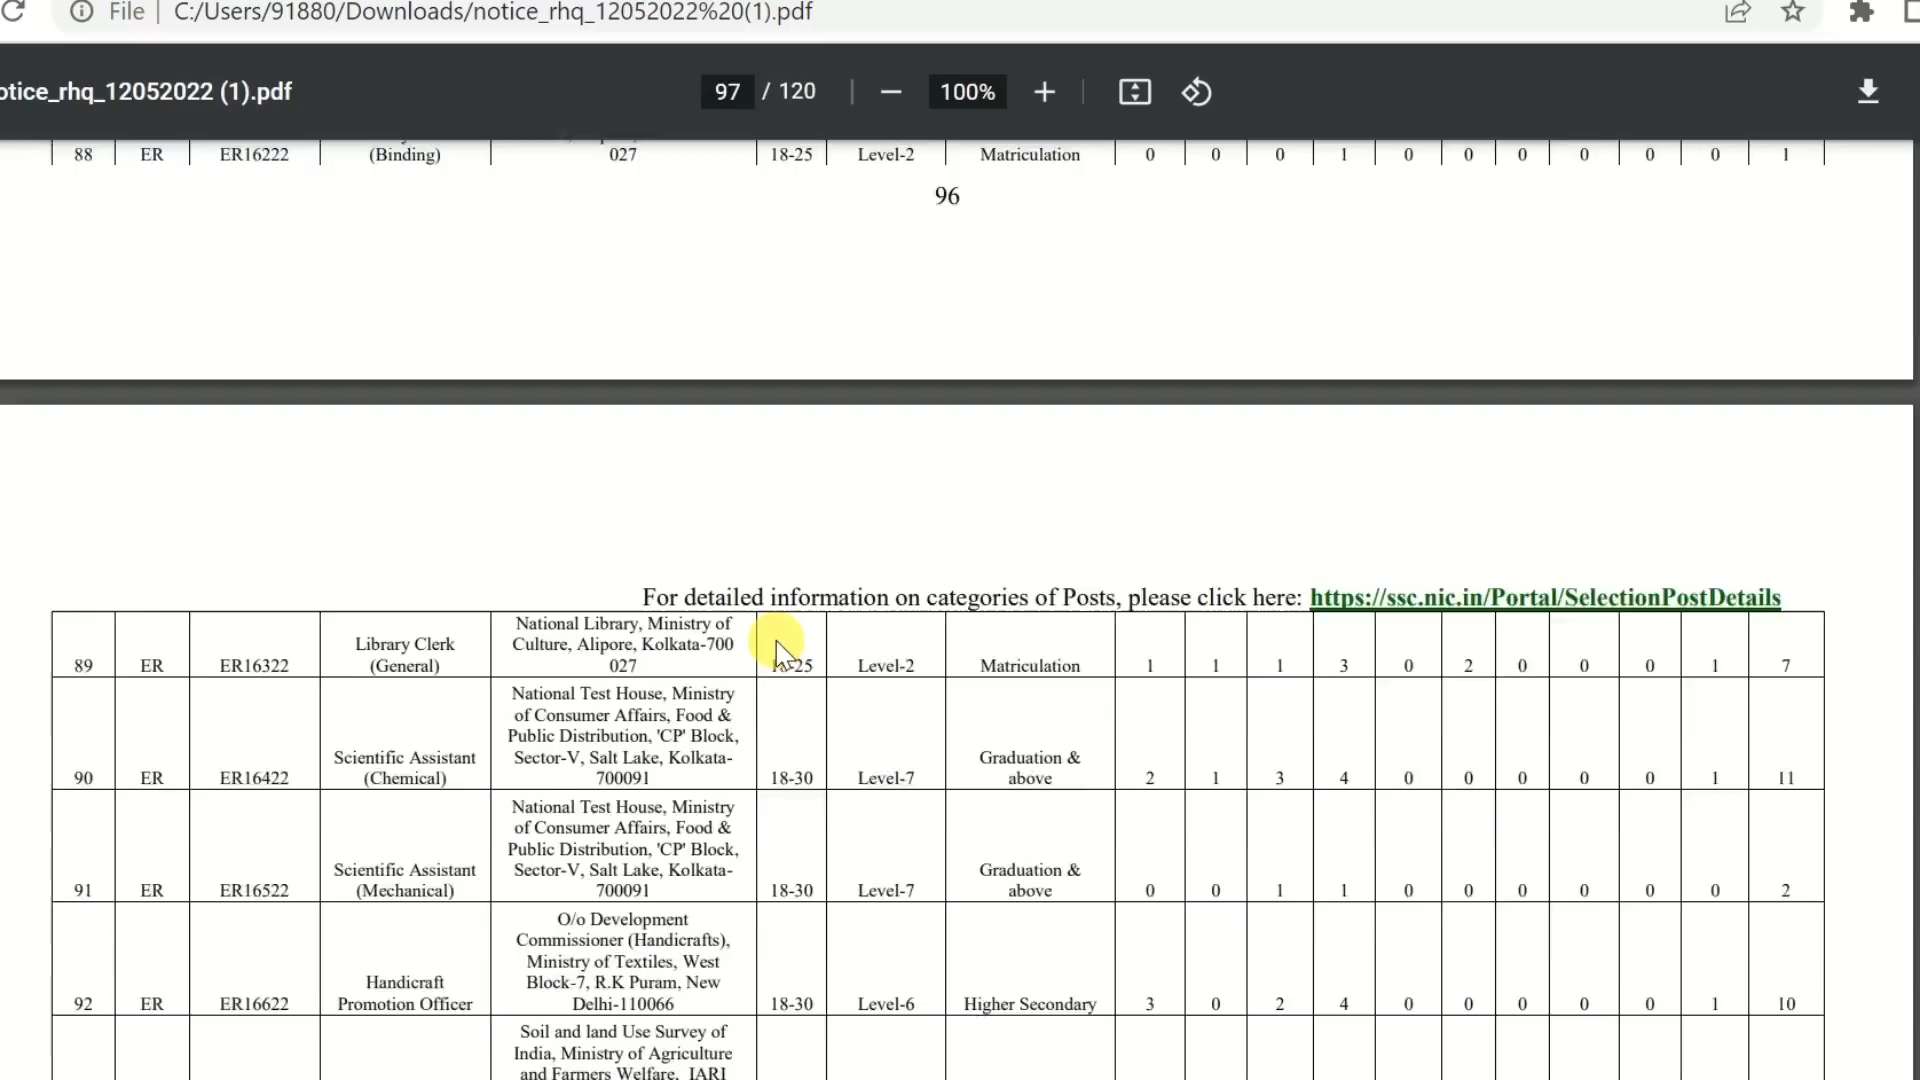 File | C:/Users/91880/Downloads/notice_rhq_12052022%20(1).pdf
otice_rhq_12052022 (1).pdf
97 / 120
100%
88 ER ER16222 (Binding) 027 18-25 Level-2 Matriculation 0 0 0 1 0 0 0 0 0 0 1
96
For detailed information on categories of Posts, please click here: https://ssc.nic.in/Portal/SelectionPostDetails
National Library, Ministry of
Library Clerk Culture, Alipore, Kolkata-700
89 ER ER16322 (General) 027 Level-2 Matriculation 1 1 1 3 0 2 0 0 0 1 7
National Test House, Ministry
of Consumer Affairs, Food &
Public Distribution, 'CP' Block,
Scientific Assistant Sector-V, Salt Lake, Kolkata- Graduation &
90 ER ER16422 (Chemical) 700091 18-30 Level-7 above 2 1 3 4 0 0 0 0 0 1 11
National Test House, Ministry
of Consumer Affairs, Food &
Public Distribution, 'CP' Block,
Scientific Assistant Sector-V, Salt Lake, Kolkata- Graduation &
91 ER ER16522 (Mechanical) 700091 18-30 Level-7 above 0 0 1 1 0 0 0 0 0 0 2
O/o Development
Commissioner (Handicrafts),
Ministry of Textiles, West
Handicraft Block-7, R.K Puram, New
92 ER ER16622 Promotion Officer Delhi-110066 18-30 Level-6 Higher Secondary 3 0 2 4 0 0 0 0 0 1 10
Soil and land Use Survey of
India, Ministry of Agriculture
and Farmers Welfare, IARI